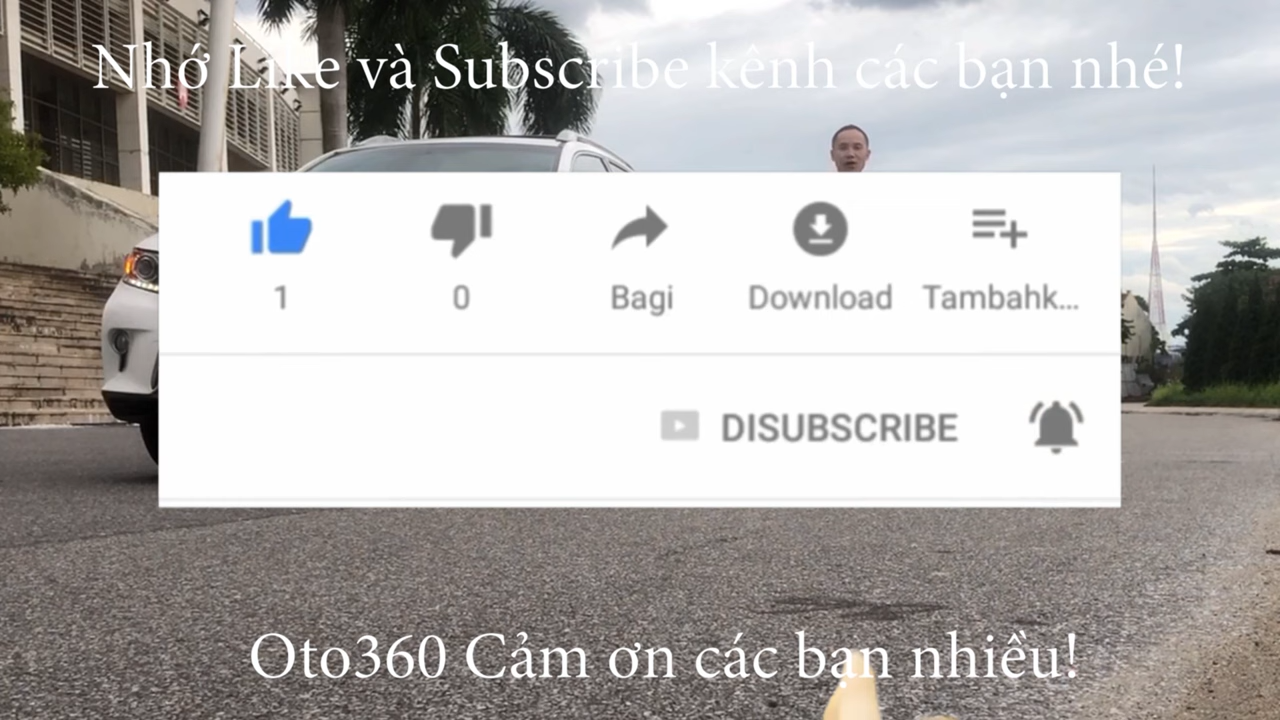 Nhớ Like và Subscribe kênh các bạn nhé!
1 0 Bagi Download Tambahk...
DISUBSCRIBE
Oto360 Cảm ơn các bạn nhiều!